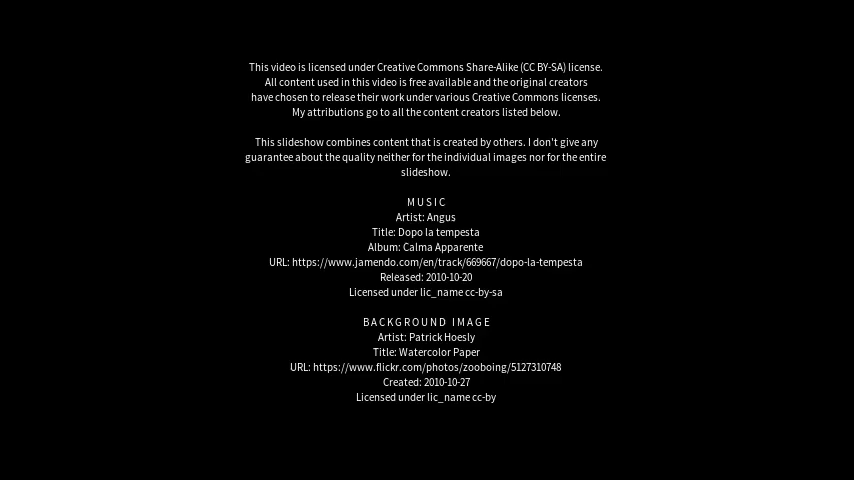 This video is licensed under Creative Commons Share-Alike (CC BY-SA) license.
All content used in this video is free available and the original creators
have chosen to release their work under various Creative Commons licenses.
My attributions go to all the content creators listed below.
This slideshow combines content that is created by others. I don't give any
guarantee about the quality neither for the individual images nor for the entire
slideshow.
MUSIC
Artist: Angus
Title: Dopo la tempesta
Album: Calma Apparente
URL: https://www.jamendo.com/en/track/669667/dopo-la-tempesta
Released: 2010-10-20
Licensed under lic_name cc-by-sa
BACKGROUND IMAGE
Artist: Patrick Hoesly
Title: Watercolor Paper
URL: https://www.flickr.com/photos/zooboing/5127310748
Created: 2010-10-27
Licensed under lic_name cc-by